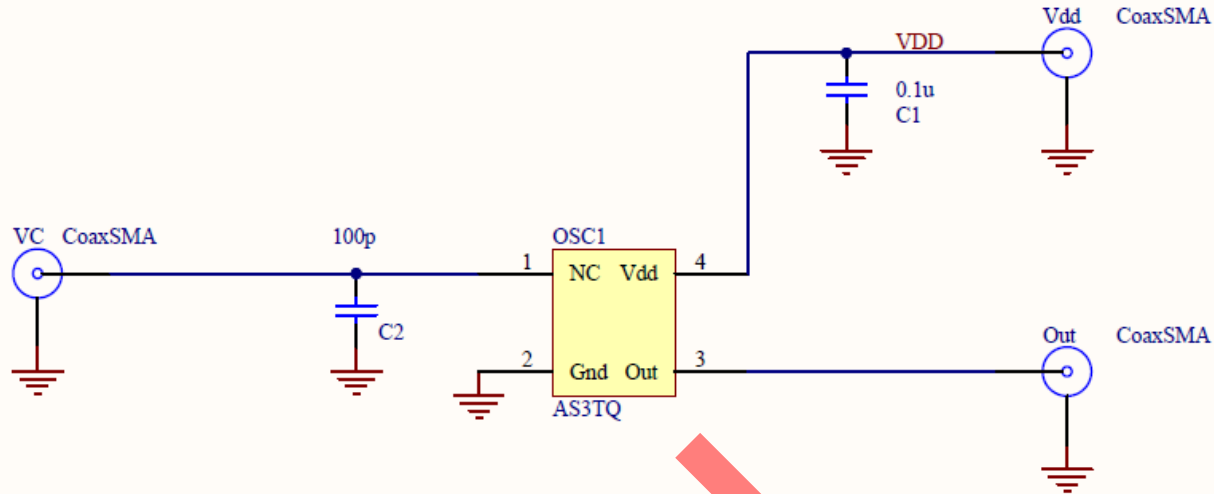 Vdd CoaxSMA
VDD
0.1u
C1
VC CoaxSMA
100p
OSC1
1 NC Vdd 4
C2
Out CoaxSMA
2 Gnd Out 3
AS3TQ